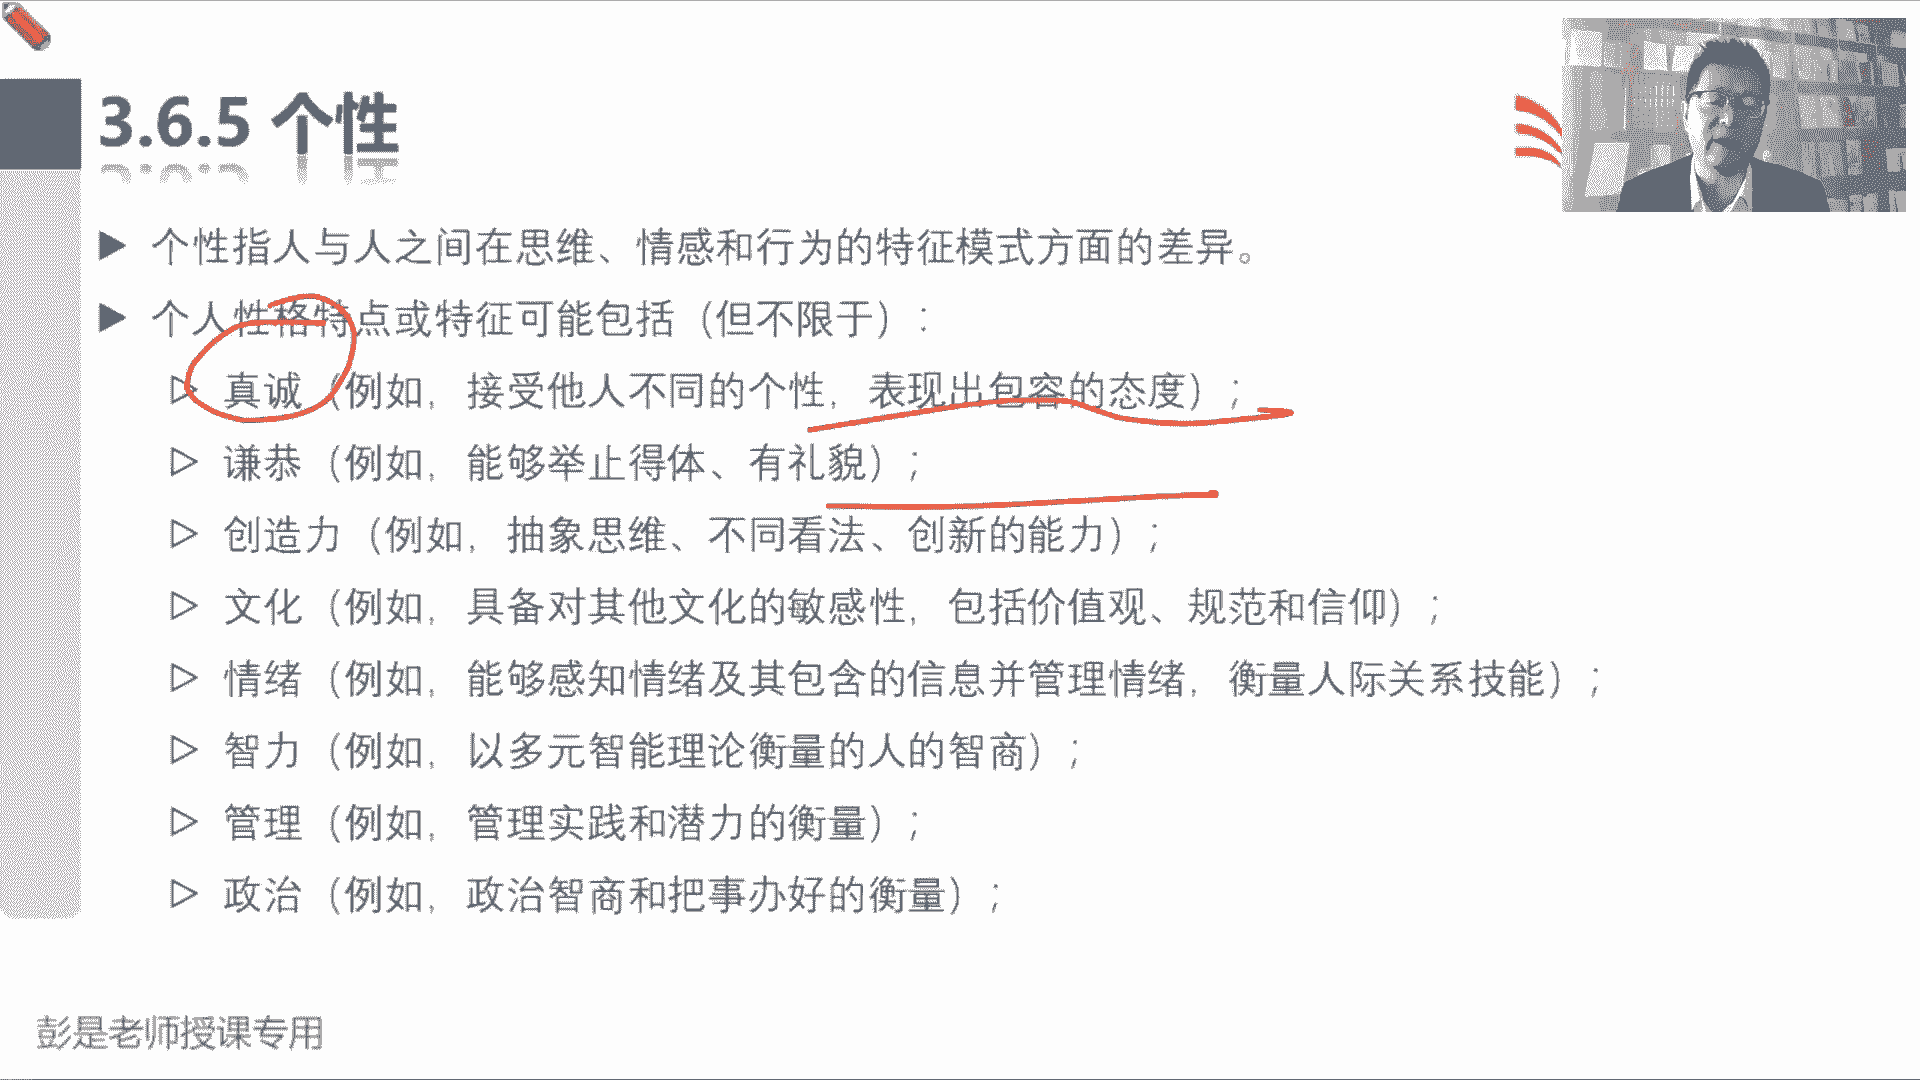 3.6.5 个性
个性指人与人之间在思维、情感和行为的特征模式方面的差异。
个人性格特点或特征可能包括（但不限于）：
真诚（例如，接受他人不同的个性，表现出包容的态度）；
谦恭（例如，能够举止得体、有礼貌）；
创造力（例如，抽象思维、不同看法、创新的能力）；
文化（例如，具备对其他文化的敏感性，包括价值观、规范和信仰）；
情绪（例如，能够感知情绪及其包含的信息并管理情绪，衡量人际关系技能）；
智力（例如，以多元智能理论衡量的人的智商）；
管理（例如，管理实践和潜力的衡量）；
政治（例如，政治智商和把事办好的衡量）；
彭是老师授课专用